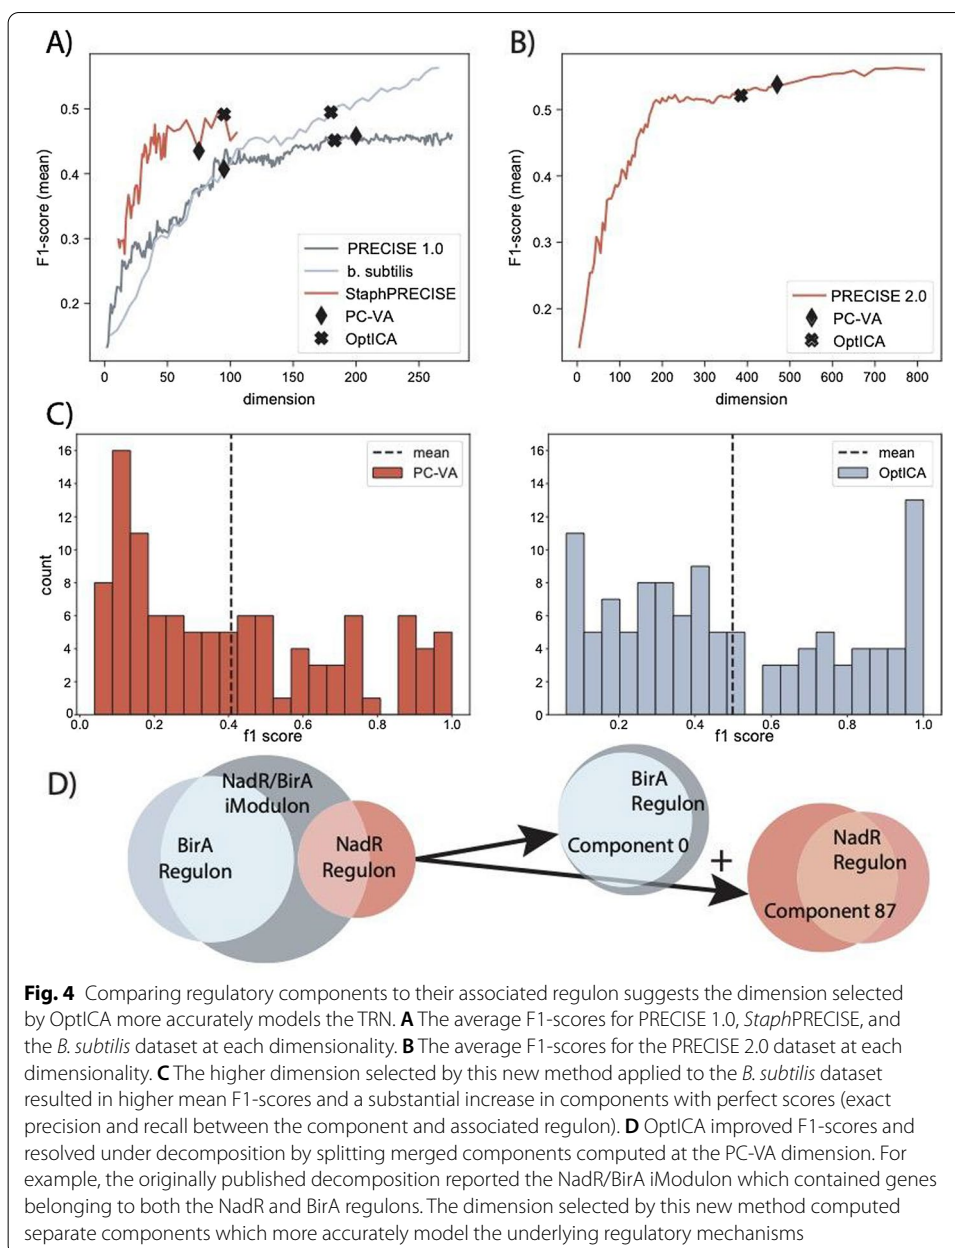 A)
F1-score (mean)
0.5
0.4
0.3
0.2
PRECISE 1.0
b. subtilis
StaphPRECISE
PC-VA
OptICA
0 50 100 150 200 250
dimension
B)
F1-score (mean)
0.5
0.4
0.3
0.2
PRECISE 2.0
PC-VA
OptICA
0 100 200 300 400 500 600 700 800
dimension
C)
count
16
14
12
10
8
6
4
2
0
mean
PC-VA
0.0 0.2 0.4 0.6 0.8 1.0
f1 score
16
14
12
10
8
6
4
2
0
mean
OptICA
0.2 0.4 0.6 0.8 1.0
f1 score
D)
NadR/BirA
iModulon
BirA
Regulon
NadR
Regulon
BirA
Regulon
Component 0
+
NadR
Regulon
Component 87
Fig. 4 Comparing regulatory components to their associated regulon suggests the dimension selected
by OptICA more accurately models the TRN. A The average F1-scores for PRECISE 1.0, StaphPRECISE, and
the B. subtilis dataset at each dimensionality. B The average F1-scores for the PRECISE 2.0 dataset at each
dimensionality. C The higher dimension selected by this new method applied to the B. subtilis dataset
resulted in higher mean F1-scores and a substantial increase in components with perfect scores (exact
precision and recall between the component and associated regulon). D OptICA improved F1-scores and
resolved under decomposition by splitting merged components computed at the PC-VA dimension. For
example, the originally published decomposition reported the NadR/BirA iModulon which contained genes
belonging to both the NadR and BirA regulons. The dimension selected by this new method computed
separate components which more accurately model the underlying regulatory mechanisms